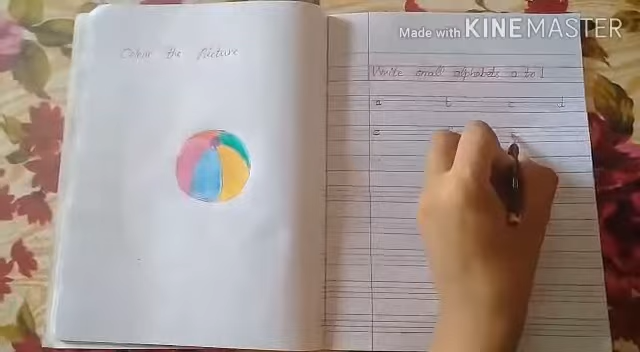 Made with KINEMASTER
Colour the Picture
Write small alphabets a to l
a b c d
e